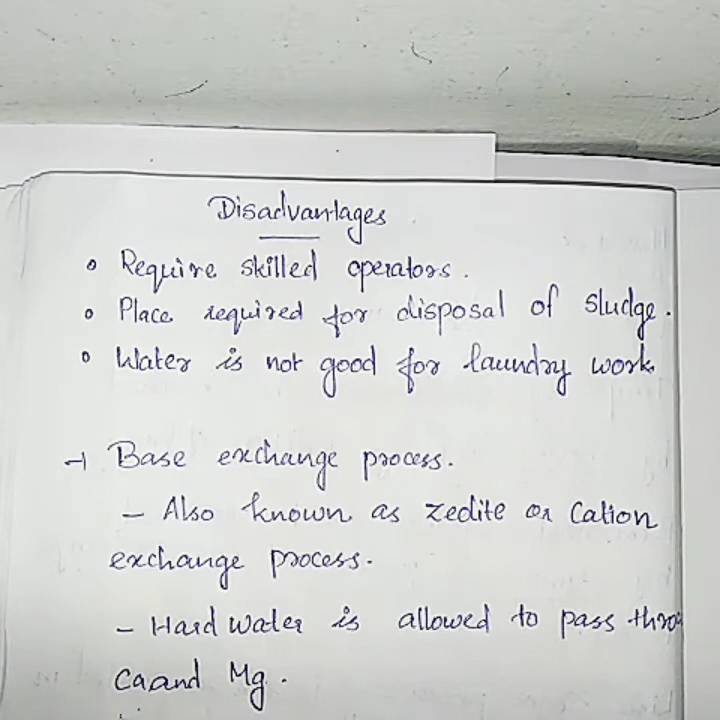 Disadvantages
• Require skilled operators.
• Place required for disposal of sludge.
• Water is not good for laundry work
→ Base exchange process.
- Also known as zeolite or Cation
exchange process.
- Hard water is allowed to pass thro
Ca and Mg.